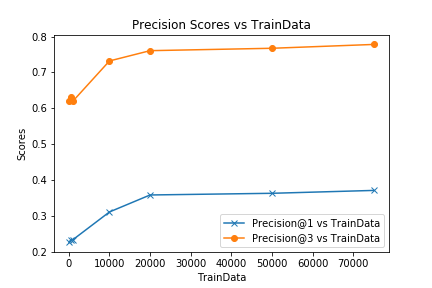 Precision Scores vs TrainData
0.8
0.7
0.6
0.5
0.4
0.3
0.2
Scores
0 10000 20000 30000 40000 50000 60000 70000
TrainData
Precision@1 vs TrainData
Precision@3 vs TrainData